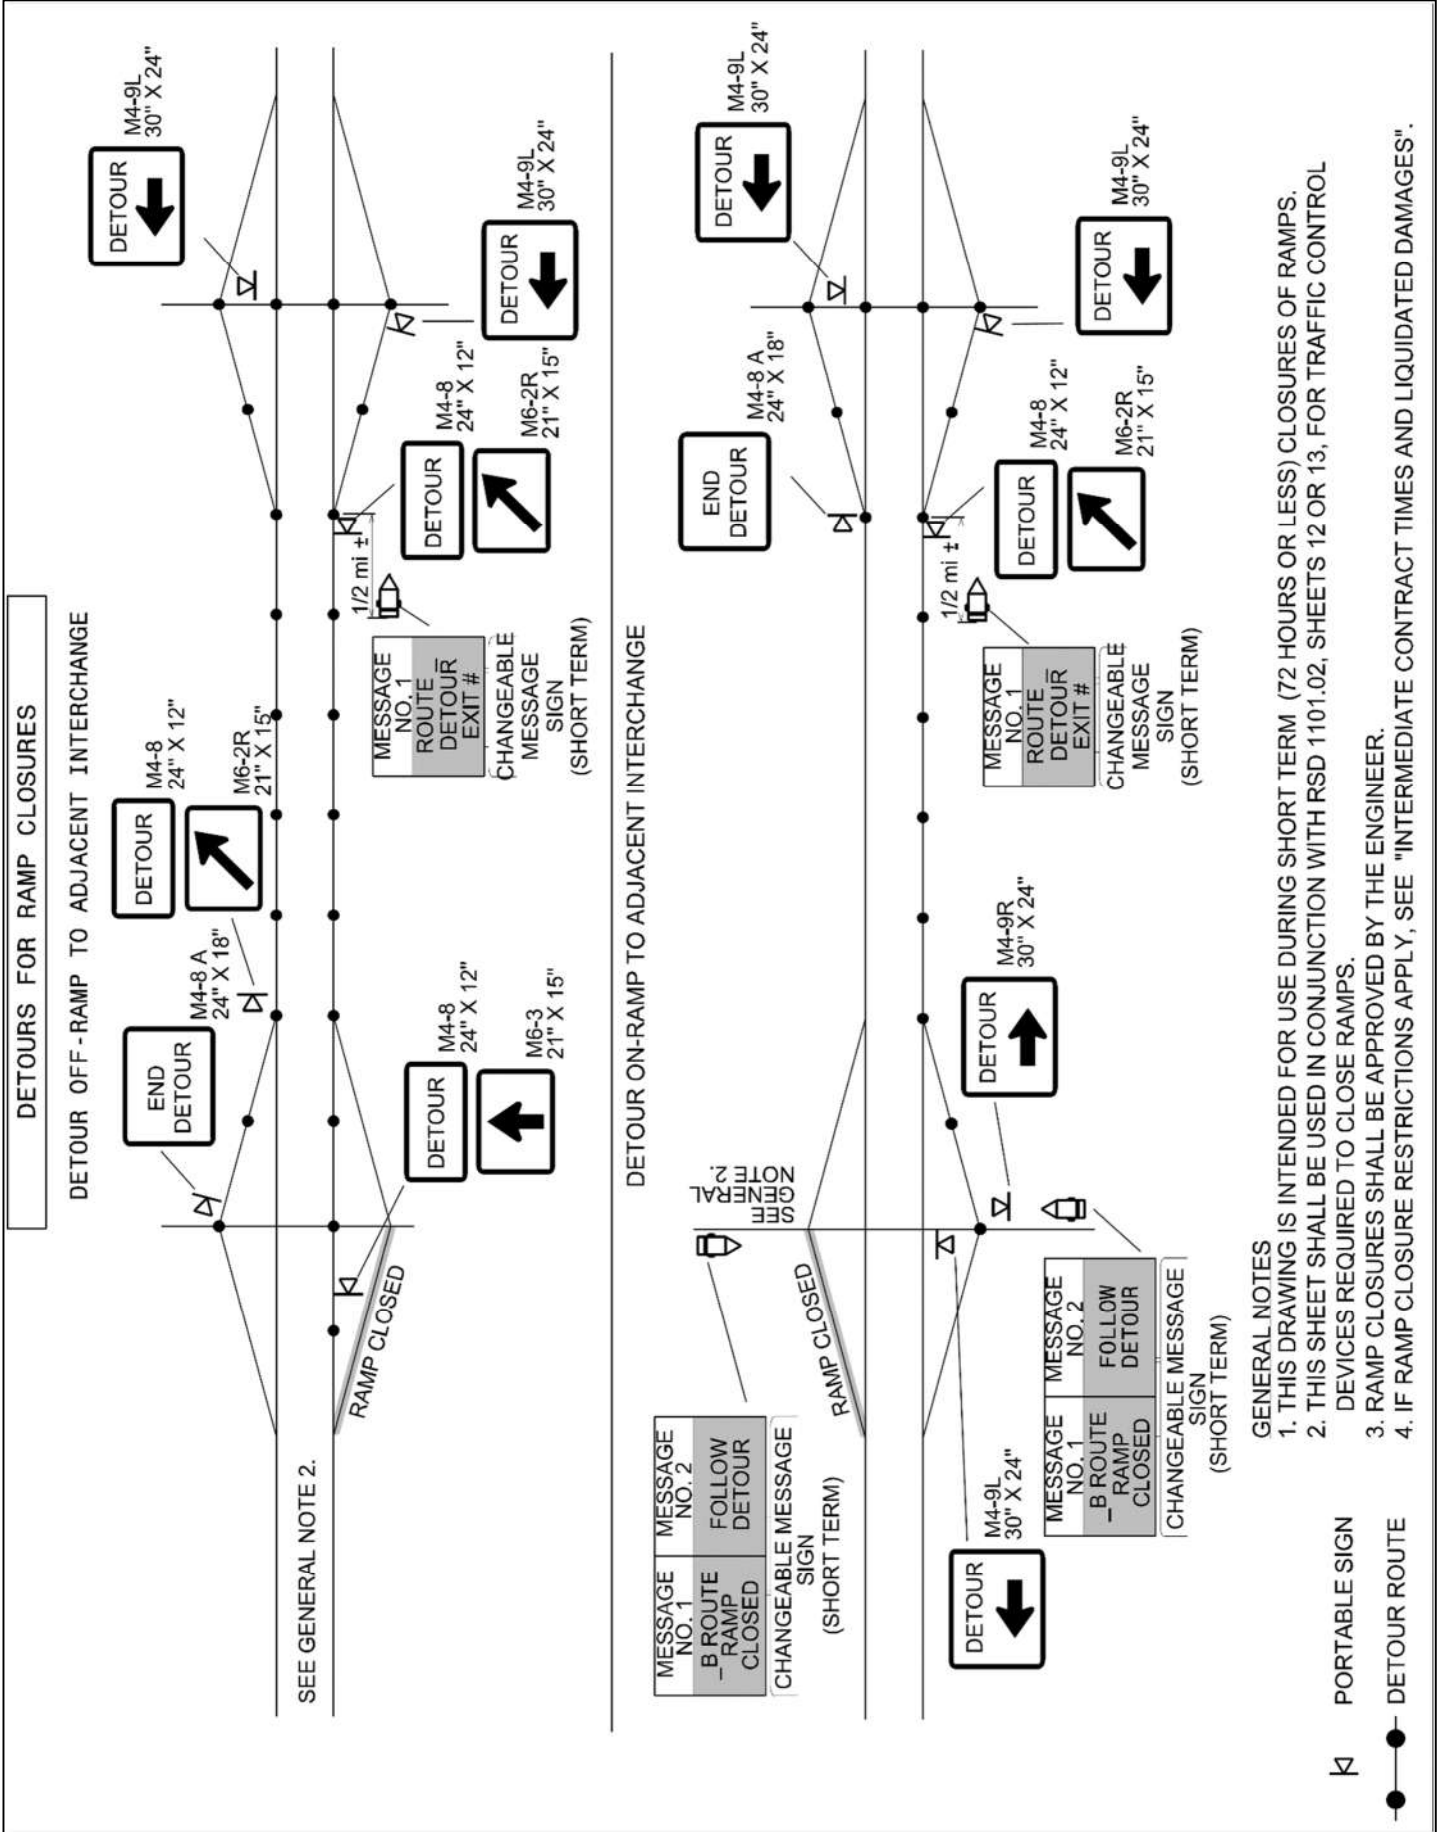 DETOURS FOR RAMP CLOSURES
DETOUR OFF-RAMP TO ADJACENT INTERCHANGE
M4-9L
30" X 24"
DETOUR
M4-8
24" X 12"
DETOUR
M6-2R
21" X 15"
M4-8 A
24" X 18"
END
DETOUR
SEE GENERAL NOTE 2.
RAMP CLOSED
M4-8
24" X 12"
DETOUR
M6-3
21" X 15"
1/2 mi ±
MESSAGE
NO. 1
ROUTE
DETOUR_
EXIT #
CHANGEABLE
MESSAGE
SIGN
(SHORT TERM)
M4-8
24" X 12"
DETOUR
M6-2R
21" X 15"
M4-9L
30" X 24"
DETOUR
DETOUR ON-RAMP TO ADJACENT INTERCHANGE
MESSAGE
NO. 1
_B ROUTE
RAMP
CLOSED
MESSAGE
NO. 2
FOLLOW
DETOUR
CHANGEABLE MESSAGE
SIGN
(SHORT TERM)
SEE
GENERAL
NOTE 2.
RAMP CLOSED
END
DETOUR
M4-8 A
24" X 18"
M4-9L
30" X 24"
DETOUR
M4-9L
30" X 24"
DETOUR
MESSAGE
NO. 1
_B ROUTE
RAMP
CLOSED
MESSAGE
NO. 2
FOLLOW
DETOUR
CHANGEABLE MESSAGE
SIGN
(SHORT TERM)
M4-9R
30" X 24"
DETOUR
1/2 mi ±
MESSAGE
NO. 1
ROUTE
DETOUR_
EXIT #
CHANGEABLE
MESSAGE
SIGN
(SHORT TERM)
M4-8
24" X 12"
DETOUR
M6-2R
21" X 15"
M4-9L
30" X 24"
DETOUR
PORTABLE SIGN
DETOUR ROUTE
GENERAL NOTES
1. THIS DRAWING IS INTENDED FOR USE DURING SHORT TERM (72 HOURS OR LESS) CLOSURES OF RAMPS.
2. THIS SHEET SHALL BE USED IN CONJUNCTION WITH RSD 1101.02, SHEETS 12 OR 13, FOR TRAFFIC CONTROL
DEVICES REQUIRED TO CLOSE RAMPS.
3. RAMP CLOSURES SHALL BE APPROVED BY THE ENGINEER.
4. IF RAMP CLOSURE RESTRICTIONS APPLY, SEE "INTERMEDIATE CONTRACT TIMES AND LIQUIDATED DAMAGES".